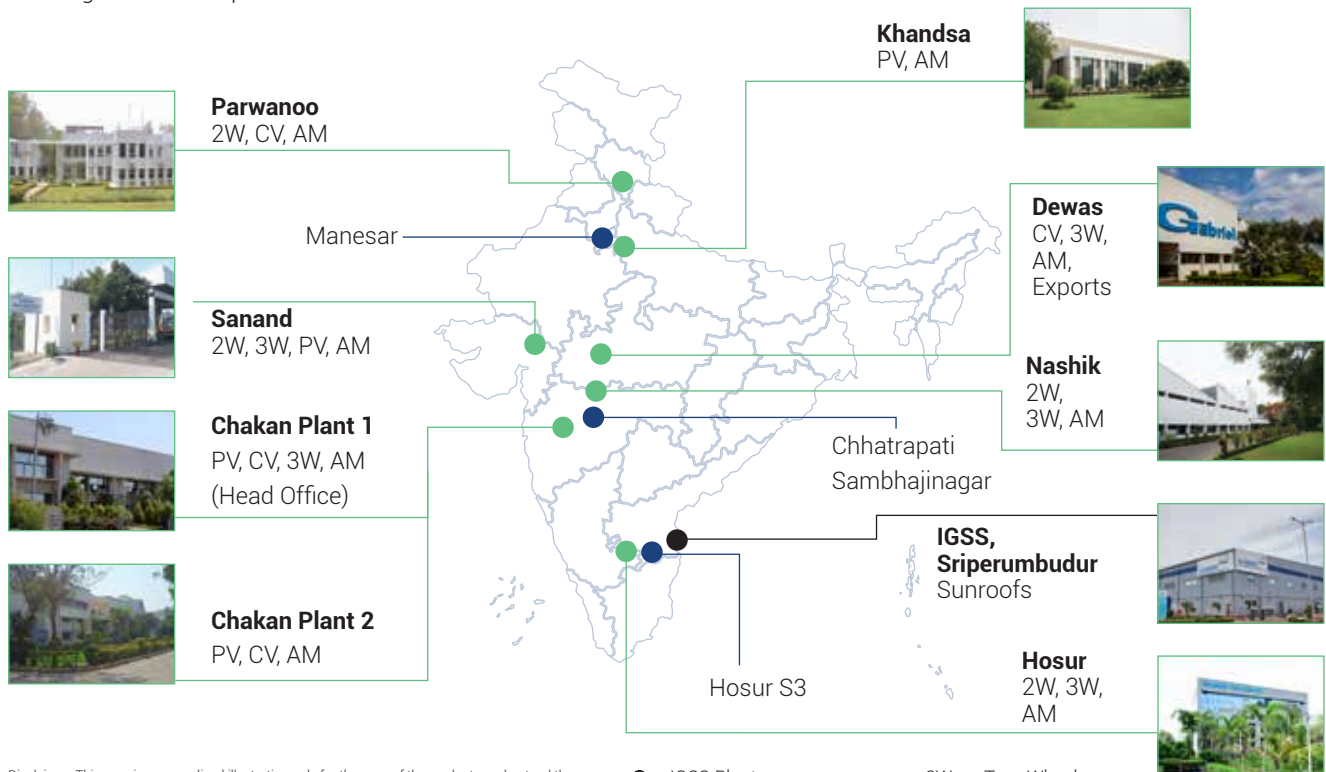 Khandsa
PV, AM
Parwanoo
2W, CV, AM
Manesar
Dewas
CV, 3W,
AM,
Exports
Gabriel
Sanand
2W, 3W, PV, AM
Nashik
2W,
3W, AM
Chakan Plant 1
PV, CV, 3W, AM
(Head Office)
Chhatrapati
Sambhajinagar
IGSS,
Sriperumbudur
Sunroofs
Chakan Plant 2
PV, CV, AM
Hosur S3
Hosur
2W, 3W,
AM